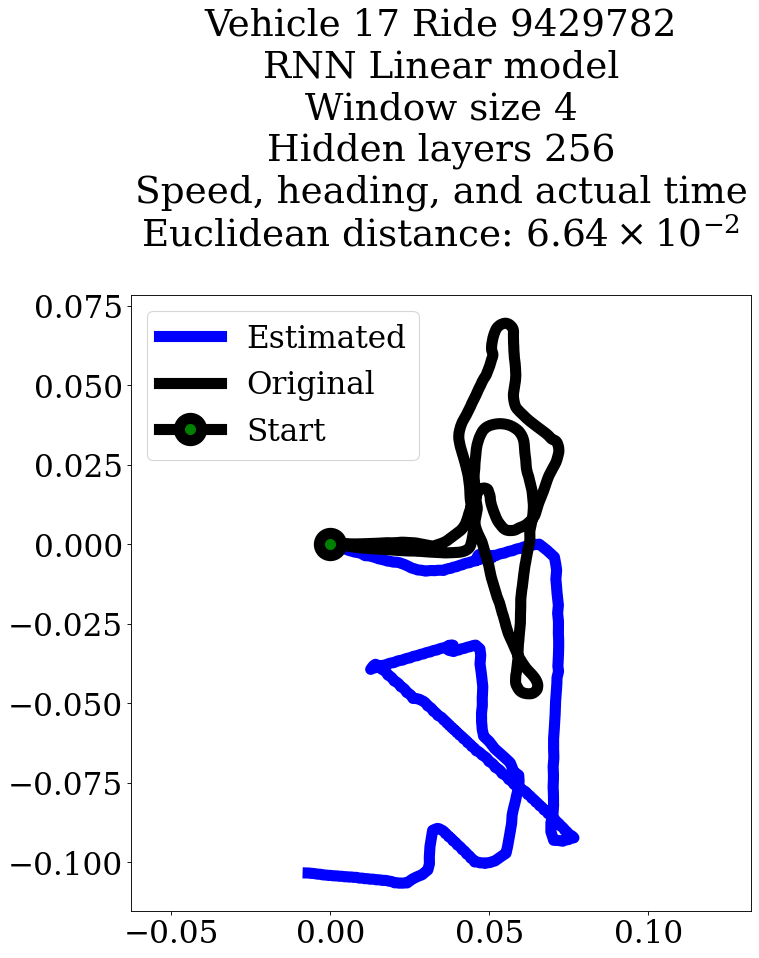 Vehicle 17 Ride 9429782
RNN Linear model
Window size 4
Hidden layers 256
Speed, heading, and actual time
Euclidean distance: 6.64 × 10⁻²
0.075
0.050
0.025
0.000
−0.025
−0.050
−0.075
−0.100
Estimated
Original
Start
−0.05
0.00
0.05
0.10